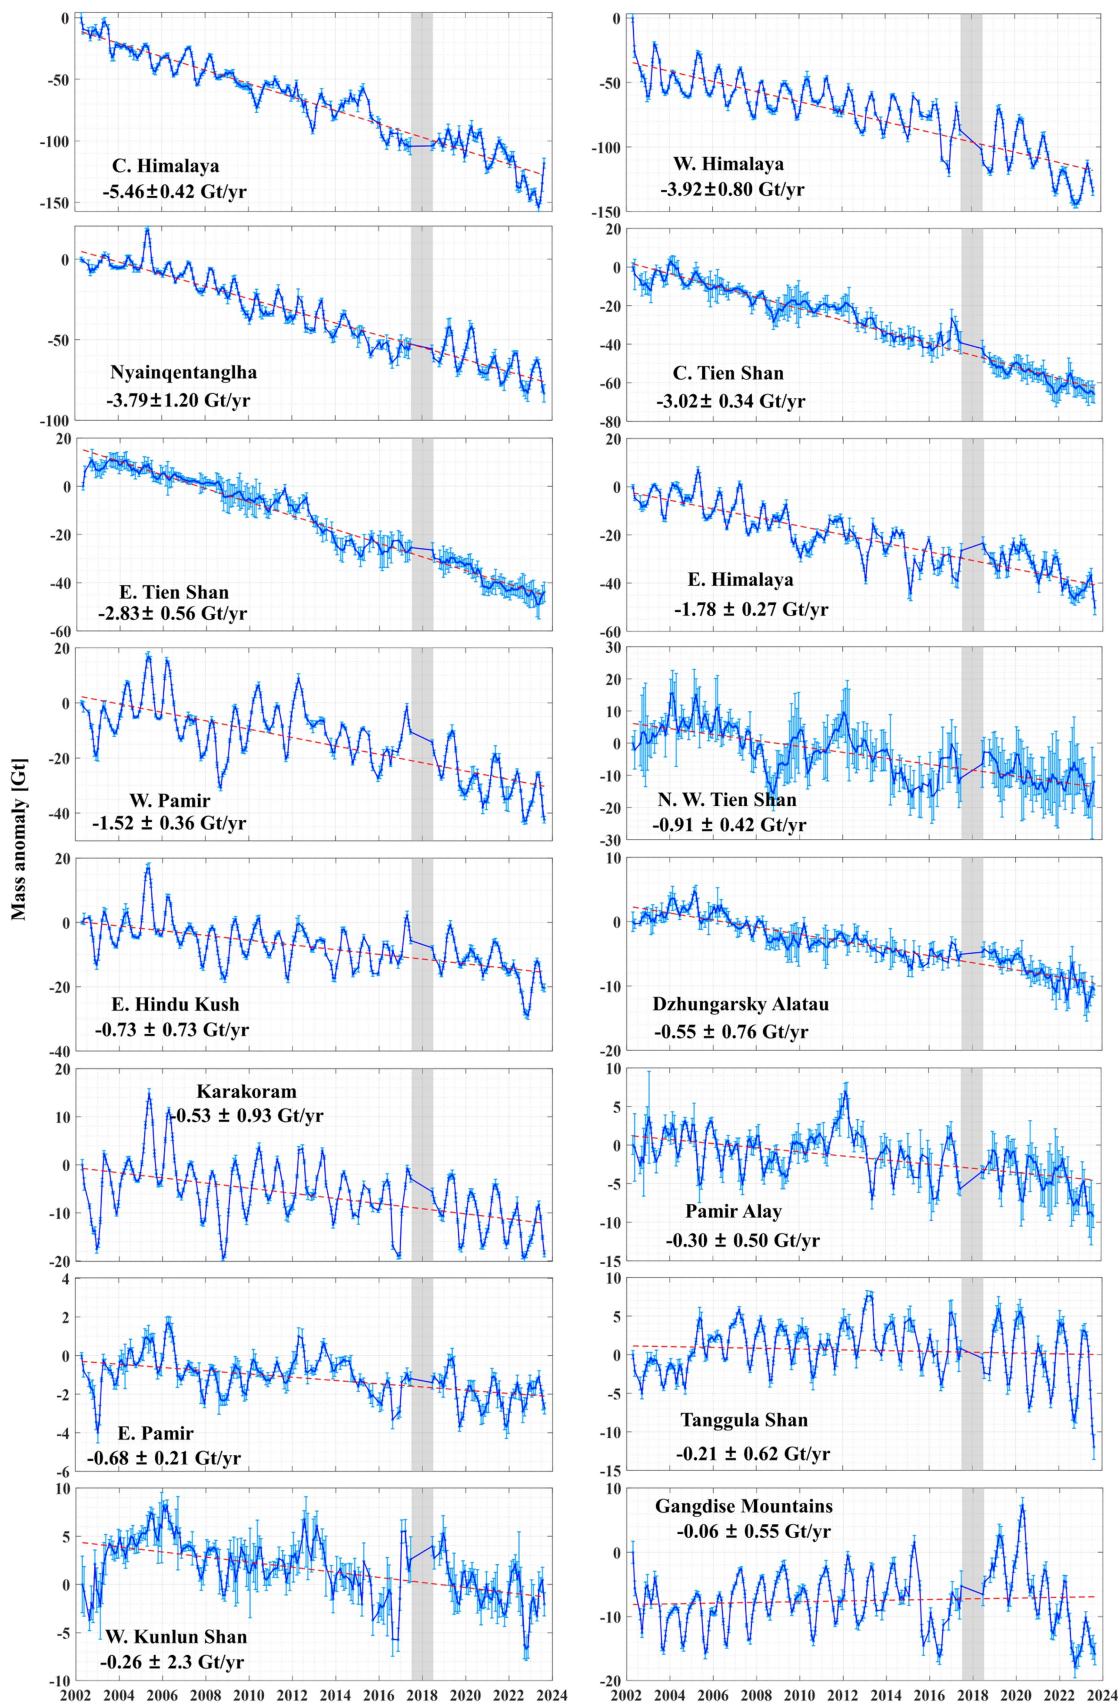 Mass anomaly [Gt]
0
-50
-100
-150
C. Himalaya
-5.46±0.42 Gt/yr
0
-50
-100
-150
W. Himalaya
-3.92±0.80 Gt/yr
0
-50
-100
Nyainqentanglha
-3.79±1.20 Gt/yr
20
0
-20
-40
-60
-80
C. Tien Shan
-3.02± 0.34 Gt/yr
20
0
-20
-40
-60
E. Tien Shan
-2.83± 0.56 Gt/yr
20
0
-20
-40
-60
E. Himalaya
-1.78 ± 0.27 Gt/yr
20
0
-20
-40
W. Pamir
-1.52 ± 0.36 Gt/yr
30
20
10
0
-10
-20
-30
N. W. Tien Shan
-0.91 ± 0.42 Gt/yr
20
0
-20
-40
E. Hindu Kush
-0.73 ± 0.73 Gt/yr
10
0
-10
-20
Dzhungarsky Alatau
-0.55 ± 0.76 Gt/yr
20
10
0
-10
-20
Karakoram
-0.53 ± 0.93 Gt/yr
10
5
0
-5
-10
-15
Pamir Alay
-0.30 ± 0.50 Gt/yr
4
2
0
-2
-4
-6
E. Pamir
-0.68 ± 0.21 Gt/yr
10
5
0
-5
-10
-15
Tanggula Shan
-0.21 ± 0.62 Gt/yr
10
5
0
-5
-10
W. Kunlun Shan
-0.26 ± 2.3 Gt/yr
2002 2004 2006 2008 2010 2012 2014 2016 2018 2020 2022 2024
10
0
-10
-20
Gangdise Mountains
-0.06 ± 0.55 Gt/yr
2002 2004 2006 2008 2010 2012 2014 2016 2018 2020 2022 2024